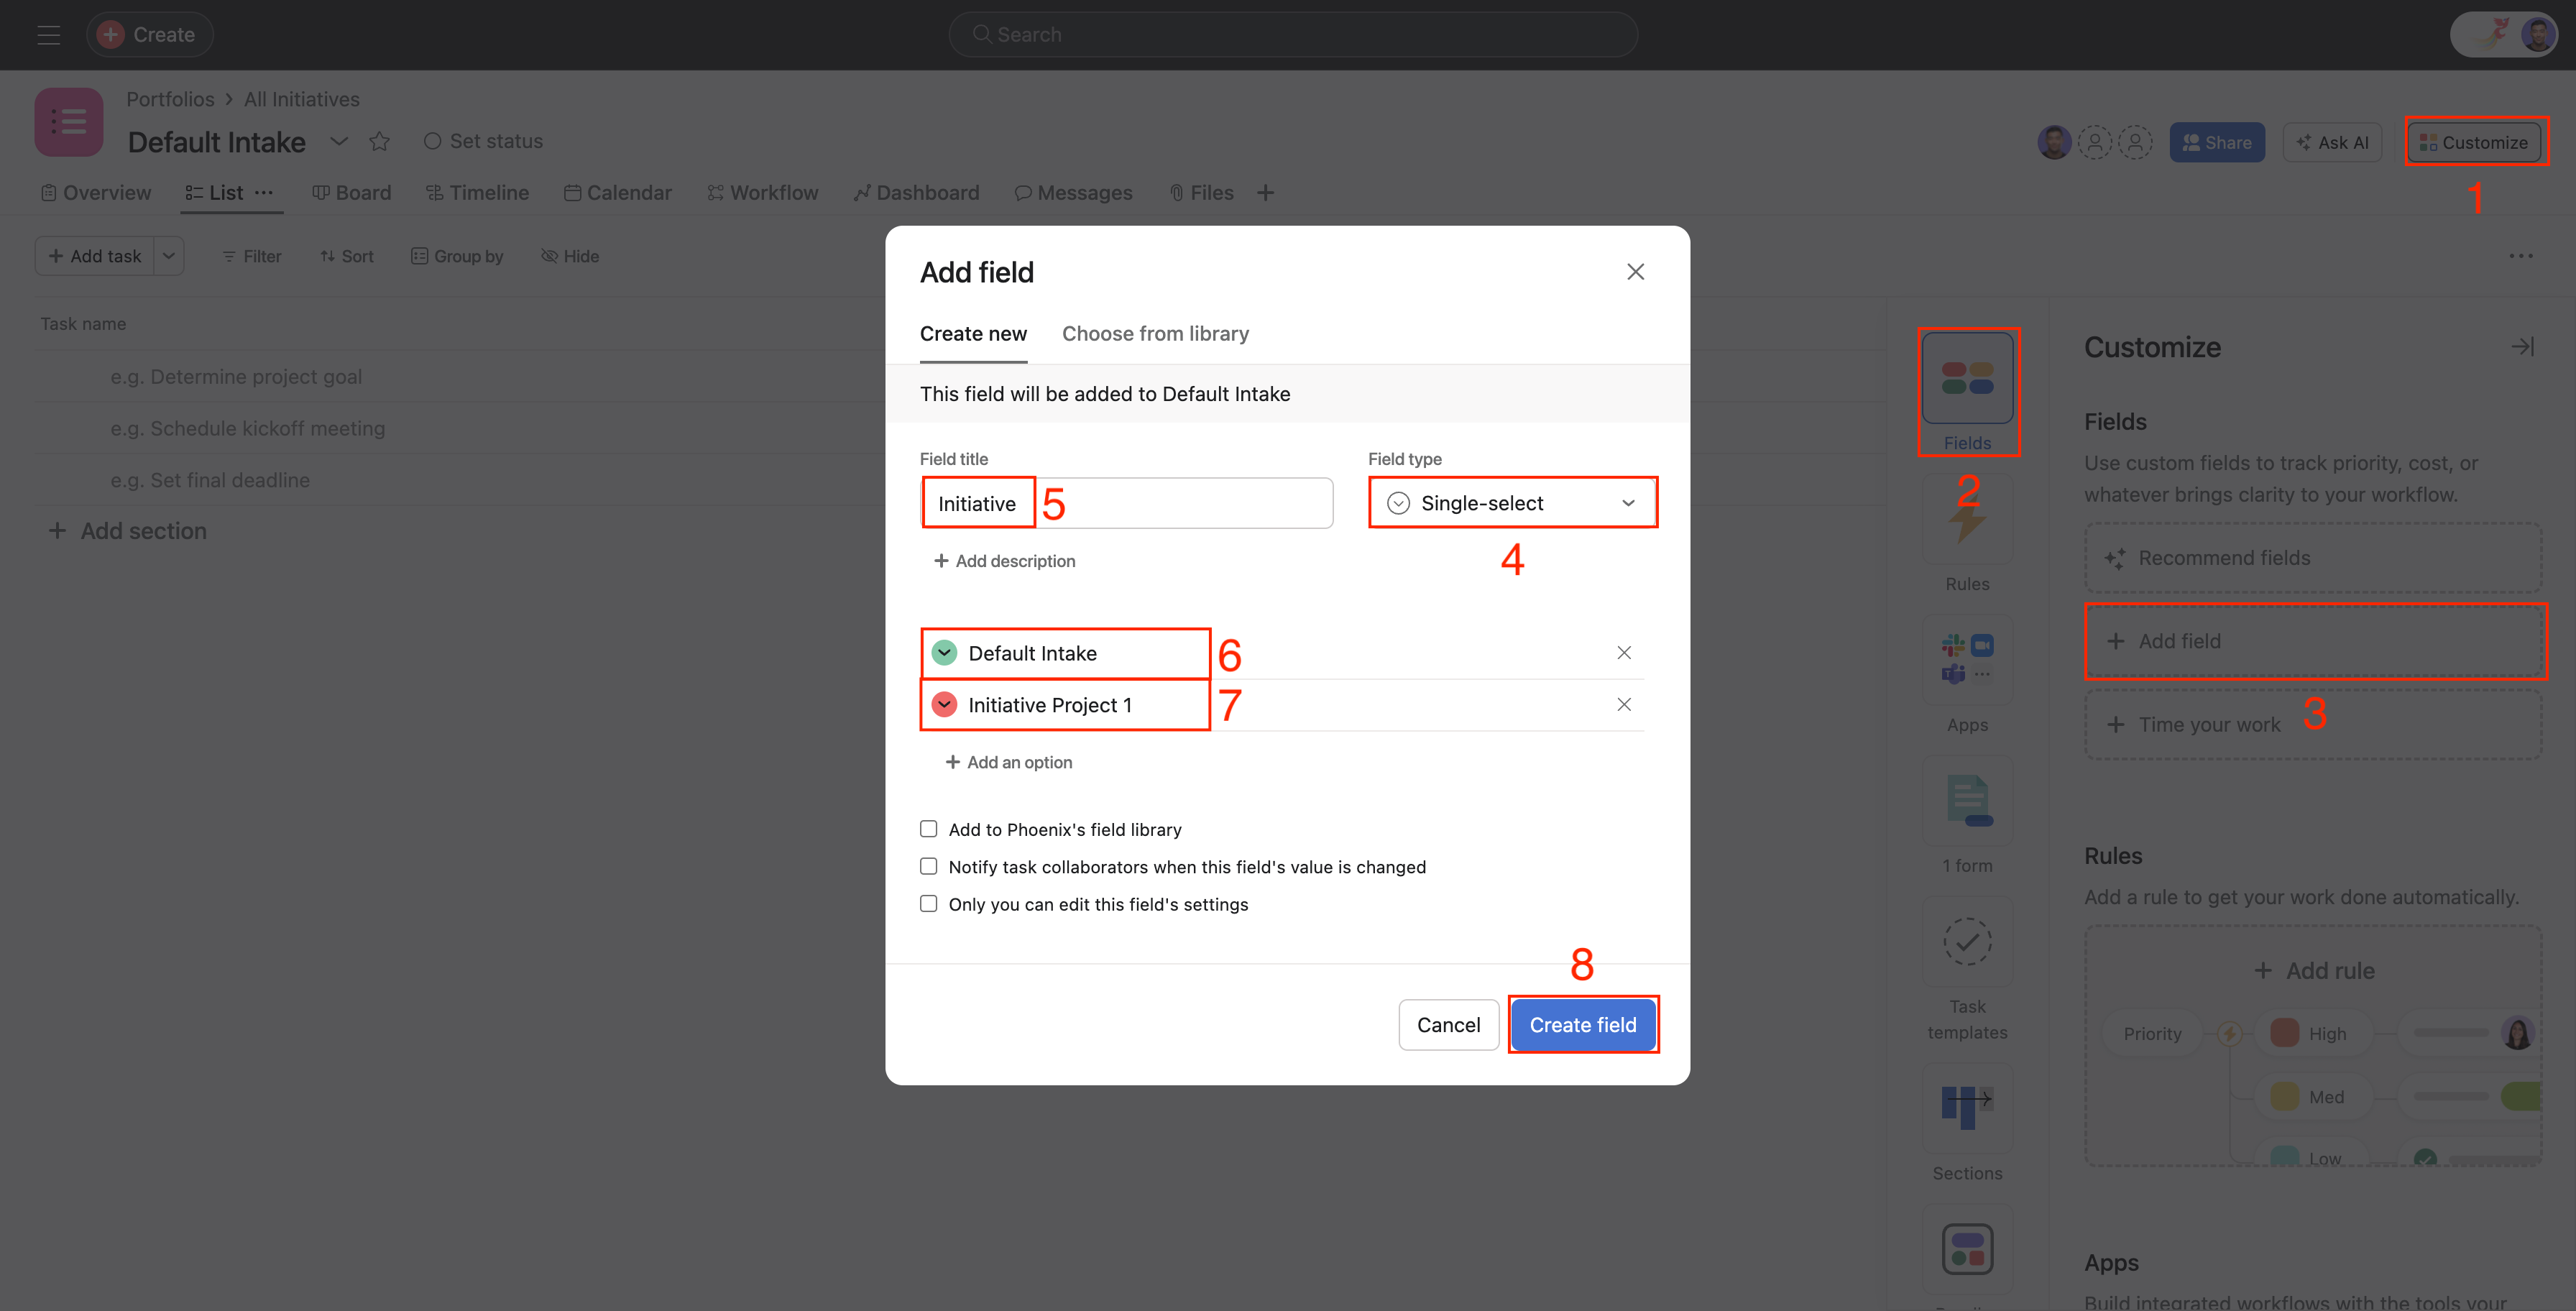 Create
Search
Portfolios > All Initiatives
Default Intake
Set status
Share
Ask AI
Customize
1
Overview
List
Board
Timeline
Calendar
Workflow
Dashboard
Messages
Files
Add task
Filter
Sort
Group by
Hide
Task name
e.g. Determine project goal
e.g. Schedule kickoff meeting
e.g. Set final deadline
Add section
Add field
Create new
Choose from library
This field will be added to Default Intake
Field title
Field type
Initiative
5
Single-select
4
Add description
Default Intake
6
Initiative Project 1
7
Add an option
Add to Phoenix's field library
Notify task collaborators when this field's value is changed
Only you can edit this field's settings
8
Cancel
Create field
Fields
2
Rules
Apps
1 form
Task
templates
Sections
Customize
Fields
Use custom fields to track priority, cost, or
whatever brings clarity to your workflow.
Recommend fields
Add field
3
Time your work
Rules
Add a rule to get your work done automatically.
Add rule
Priority
High
Med
Low
Apps
Build integrated workflows with the tools your